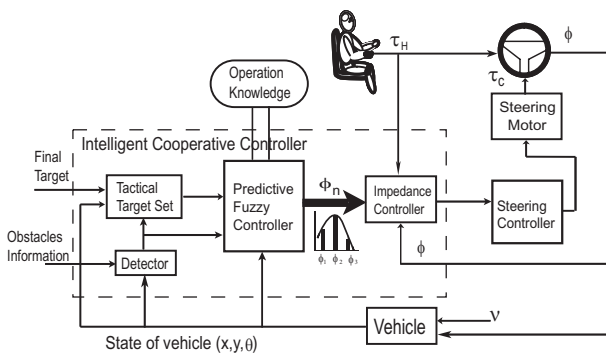 τH
ϕ
τC
Operation
Knowledge
Steering
Motor
Intelligent Cooperative Controller
Final
Target
Tactical
Target Set
Predictive
Fuzzy
Controller
Φn
Impedance
Controller
Steering
Controller
ϕ1 ϕ2 ϕ3
ϕ
Obstacles
Information
Detector
Vehicle
ν
State of vehicle (x,y,θ)